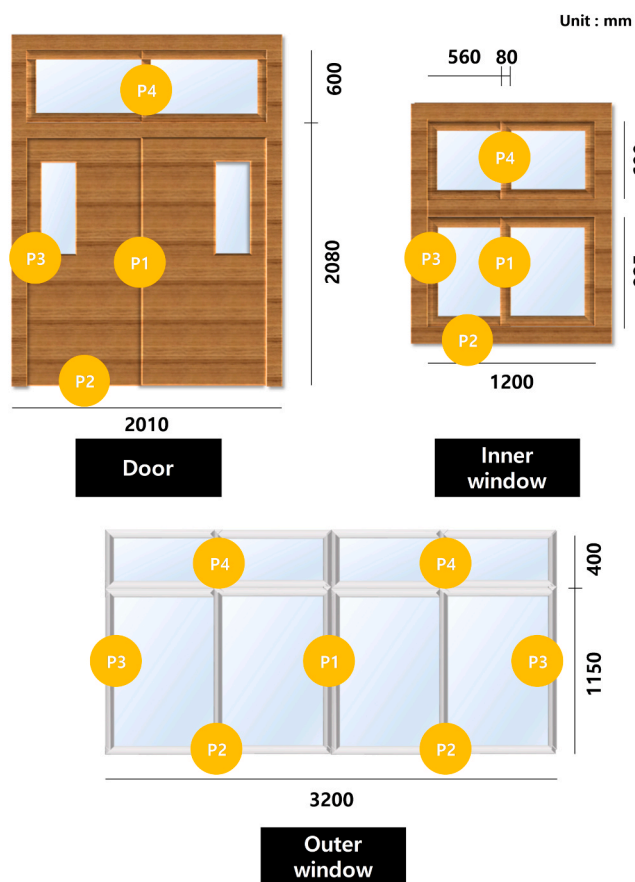 Unit : mm
560 80
600
P4
P4
P3
P1
2080
P3
P1
P2
P2
1200
2010
Door
Inner
window
P4
P4
400
P3
P1
P3
1150
P2
P2
3200
Outer
window